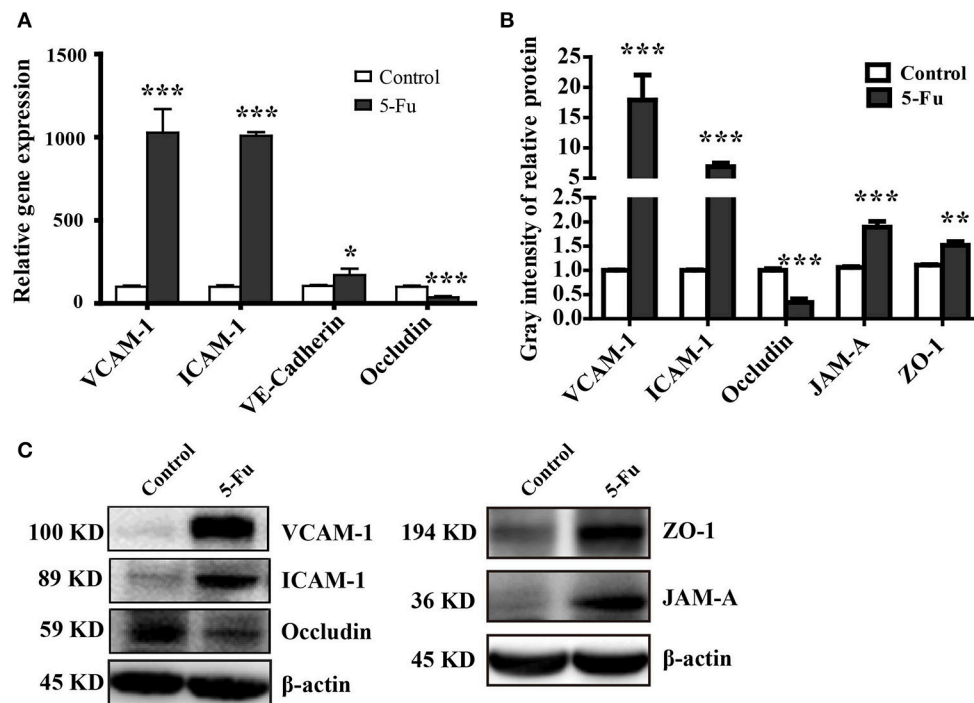 A
Relative gene expression
1500
1000
500
0
Control
5-Fu
***
***
*
***
VCAM-1
ICAM-1
VE-Cadherin
Occludin
B
Gray intensity of relative protein
25
20
15
10
5
2.0
1.5
1.0
0.5
0.0
Control
5-Fu
***
***
***
***
**
VCAM-1
ICAM-1
Occludin
JAM-A
ZO-1
C
Control
5-Fu
100 KD
VCAM-1
89 KD
ICAM-1
59 KD
Occludin
45 KD
β-actin
Control
5-Fu
194 KD
ZO-1
36 KD
JAM-A
45 KD
β-actin